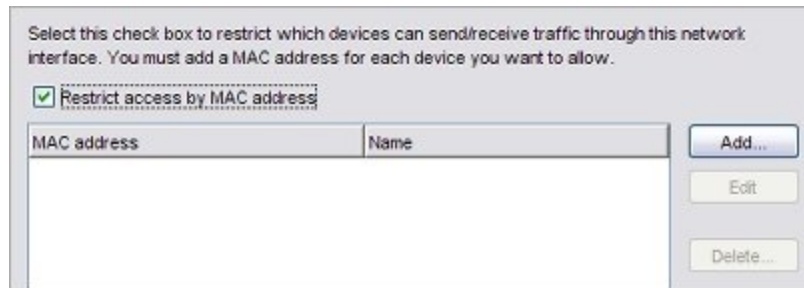 Select this check box to restrict which devices can send/receive traffic through this network
interface. You must add a MAC address for each device you want to allow.
Restrict access by MAC address
MAC address Name
Add...
Edit
Delete...